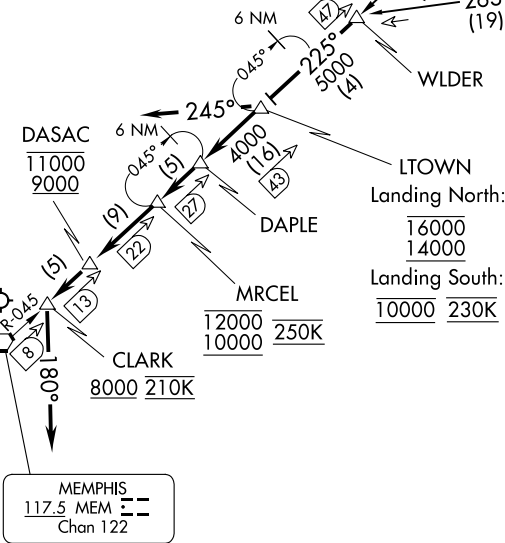 6 NM
47
(19)
045°
225°
5000
(4)
WLDER
245°
6 NM
045°
4000
(16)
43
DASAC
11000
9000
(5)
27
LTOWN
Landing North:
16000
14000
Landing South:
10000 230K
DAPLE
(9)
22
MRCEL
12000
10000 250K
(5)
13
R-045
8
CLARK
8000 210K
180°
MEMPHIS
117.5 MEM
Chan 122